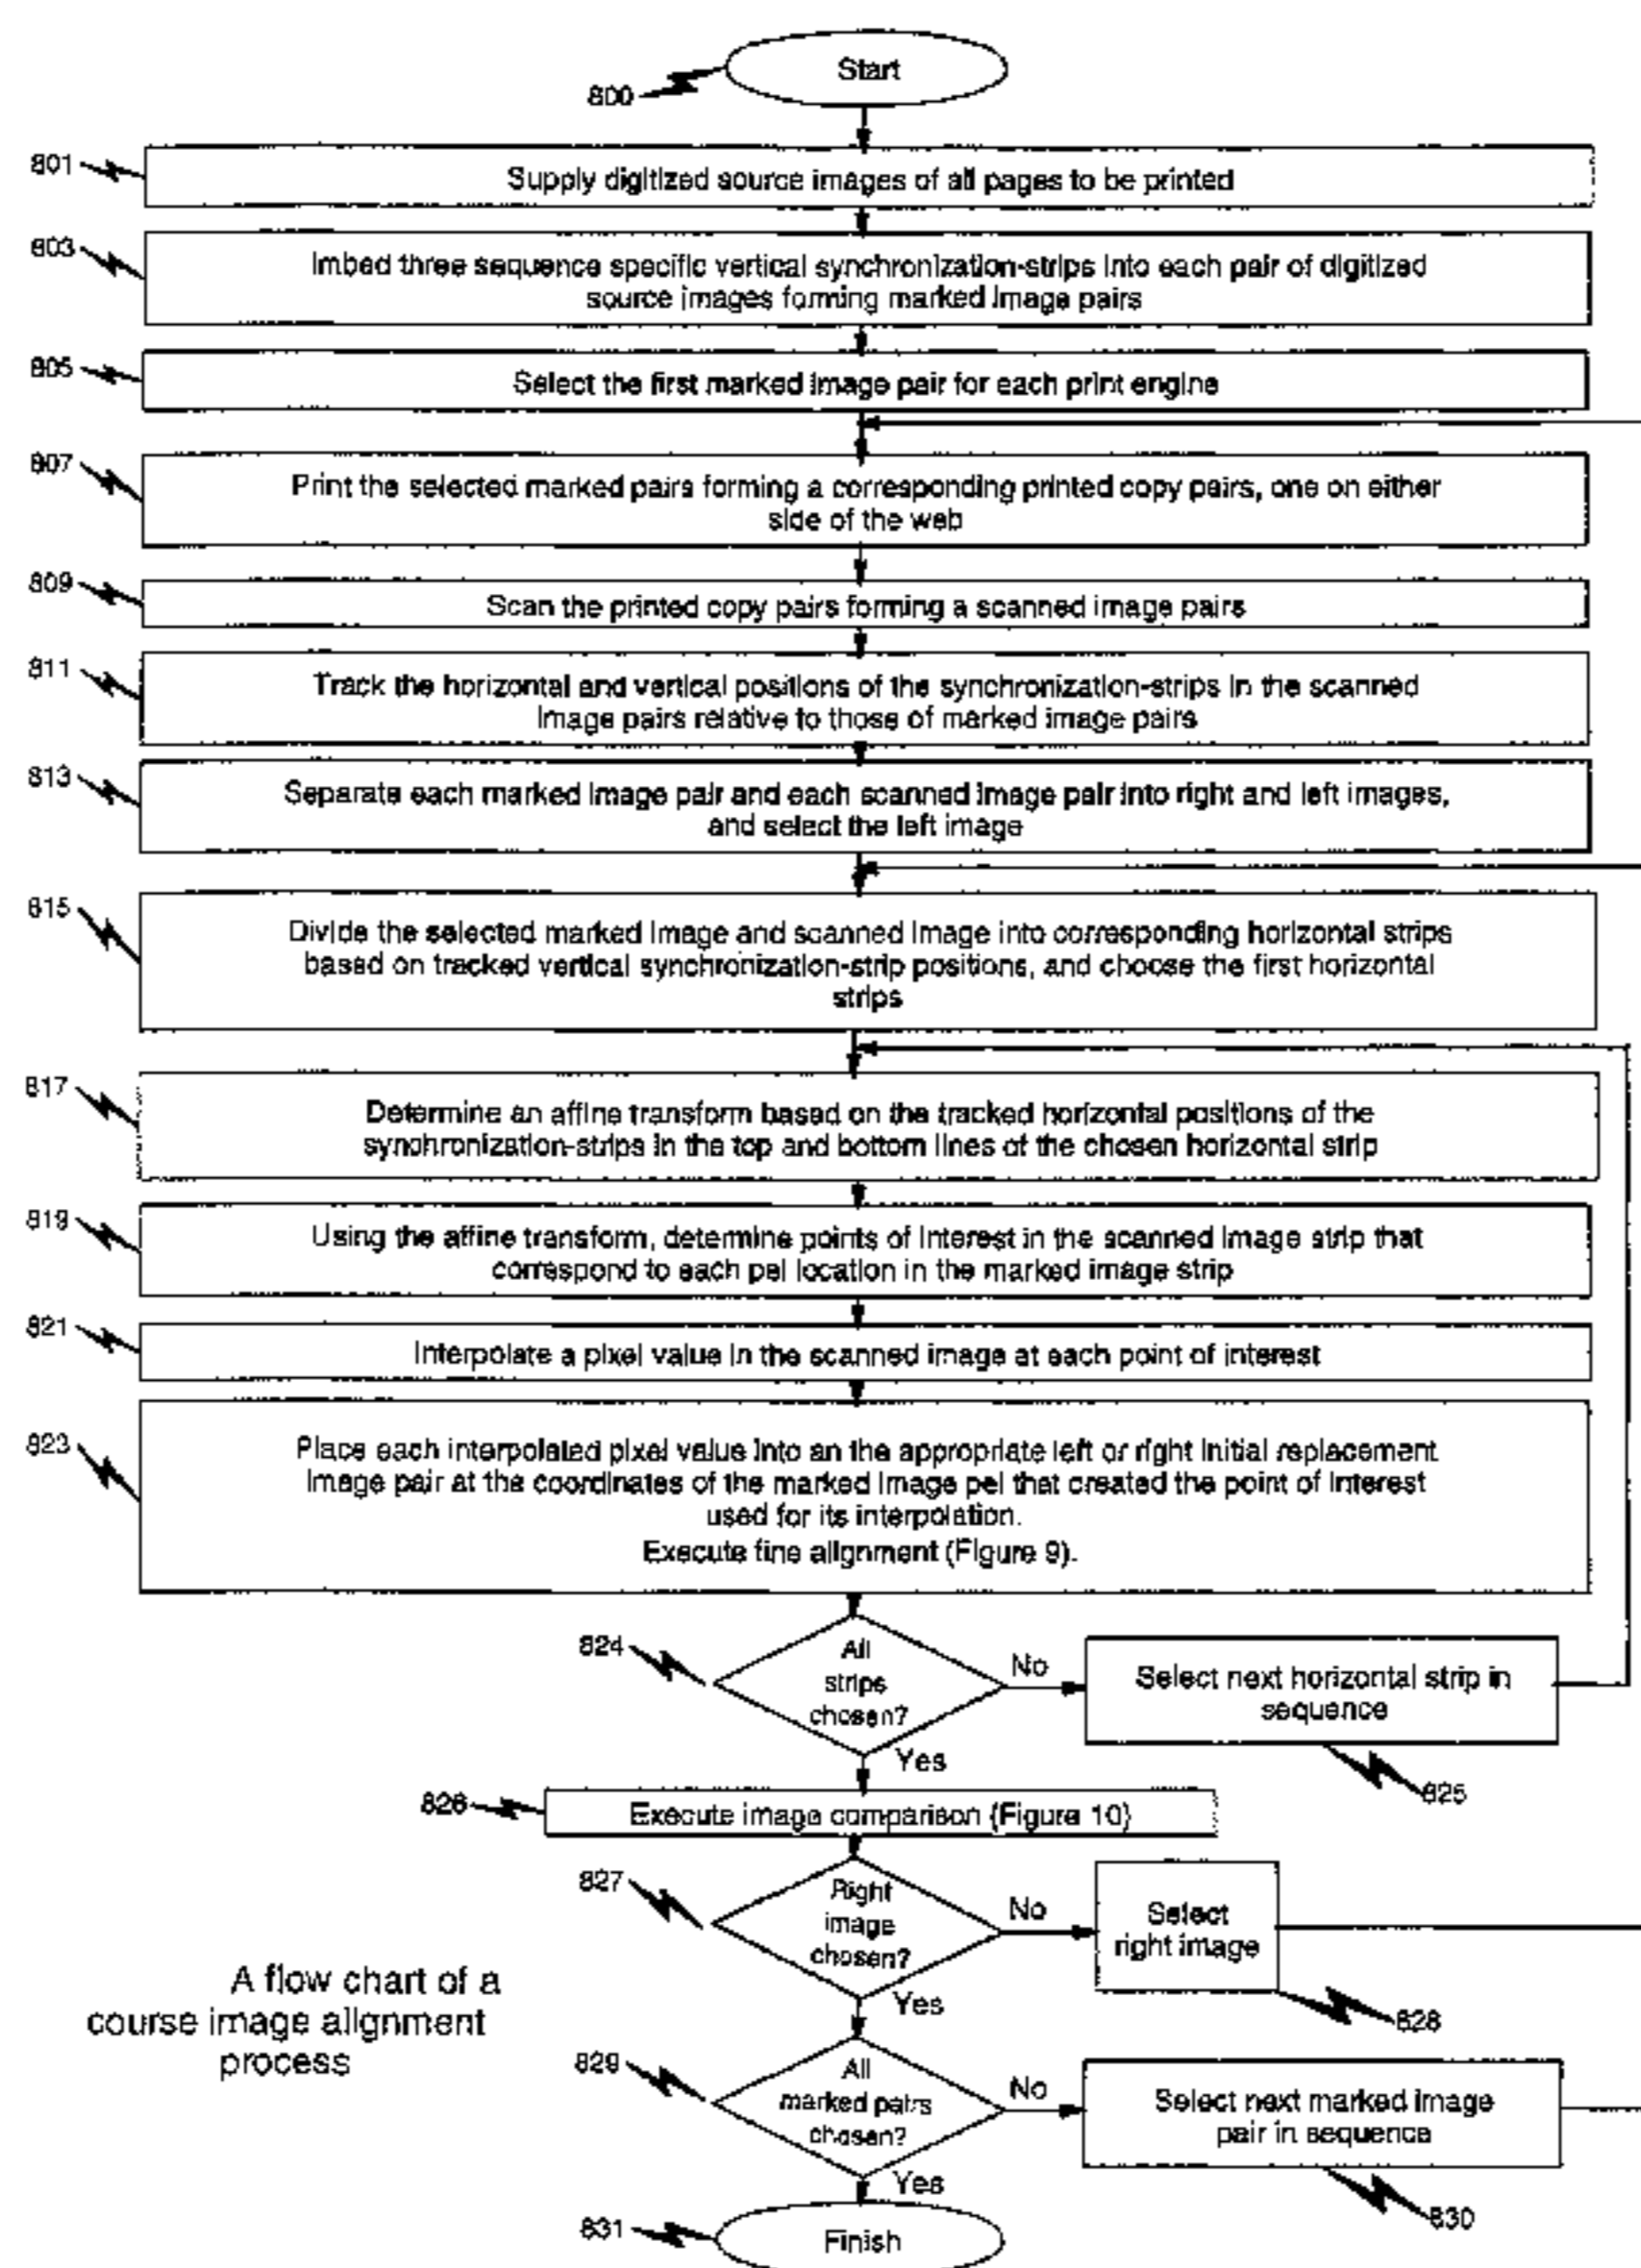 Start
800
801
Supply digitized source images of all pages to be printed
803
Imbed three sequence specific vertical synchronization-strips into each pair of digitized
source images forming marked image pairs
805
Select the first marked image pair for each print engine
807
Print the selected marked pairs forming a corresponding printed copy pairs, one on either
side of the web
809
Scan the printed copy pairs forming a scanned image pairs
811
Track the horizontal and vertical positions of the synchronization-strips in the scanned
image pairs relative to those of marked image pairs
813
Separate each marked image pair and each scanned image pair into right and left images,
and select the left image
815
Divide the selected marked image and scanned image into corresponding horizontal strips
based on tracked vertical synchronization-strip positions, and choose the first horizontal
strips
817
Determine an affine transform based on the tracked horizontal positions of the
synchronization-strips in the top and bottom lines of the chosen horizontal strip
819
Using the affine transform, determine points of interest in the scanned image strip that
correspond to each pel location in the marked image strip
821
Interpolate a pixel value in the scanned image at each point of interest
823
Place each interpolated pixel value into an the appropriate left or right initial replacement
image pair at the coordinates of the marked image pel that created the point of interest
used for its interpolation.
Execute fine alignment (Figure 9).
824
All
strips
chosen?
No
Select next horizontal strip in
sequence
825
Yes
826
Execute image comparison (Figure 10)
827
Right
image
chosen?
No
Select
right image
828
Yes
A flow chart of a
course image alignment
process
829
All
marked pairs
chosen?
No
Select next marked image
pair in sequence
830
Yes
831
Finish